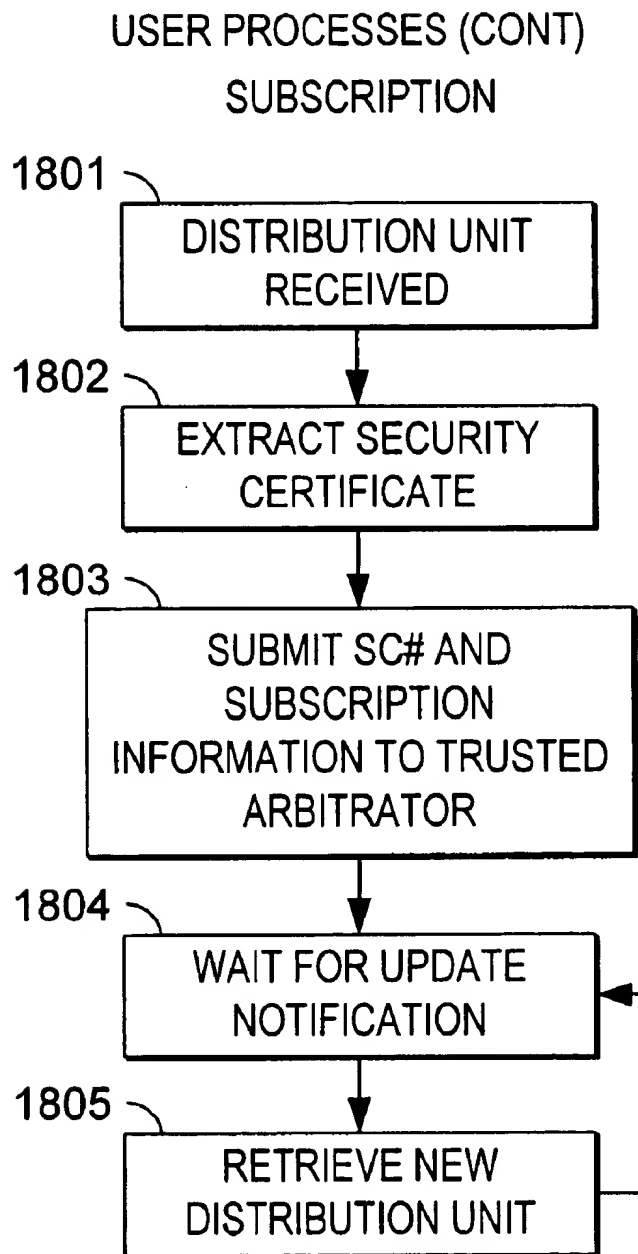 USER PROCESSES (CONT)
SUBSCRIPTION
1801
DISTRIBUTION UNIT
RECEIVED
1802
EXTRACT SECURITY
CERTIFICATE
1803
SUBMIT SC# AND
SUBSCRIPTION
INFORMATION TO TRUSTED
ARBITRATOR
1804
WAIT FOR UPDATE
NOTIFICATION
1805
RETRIEVE NEW
DISTRIBUTION UNIT